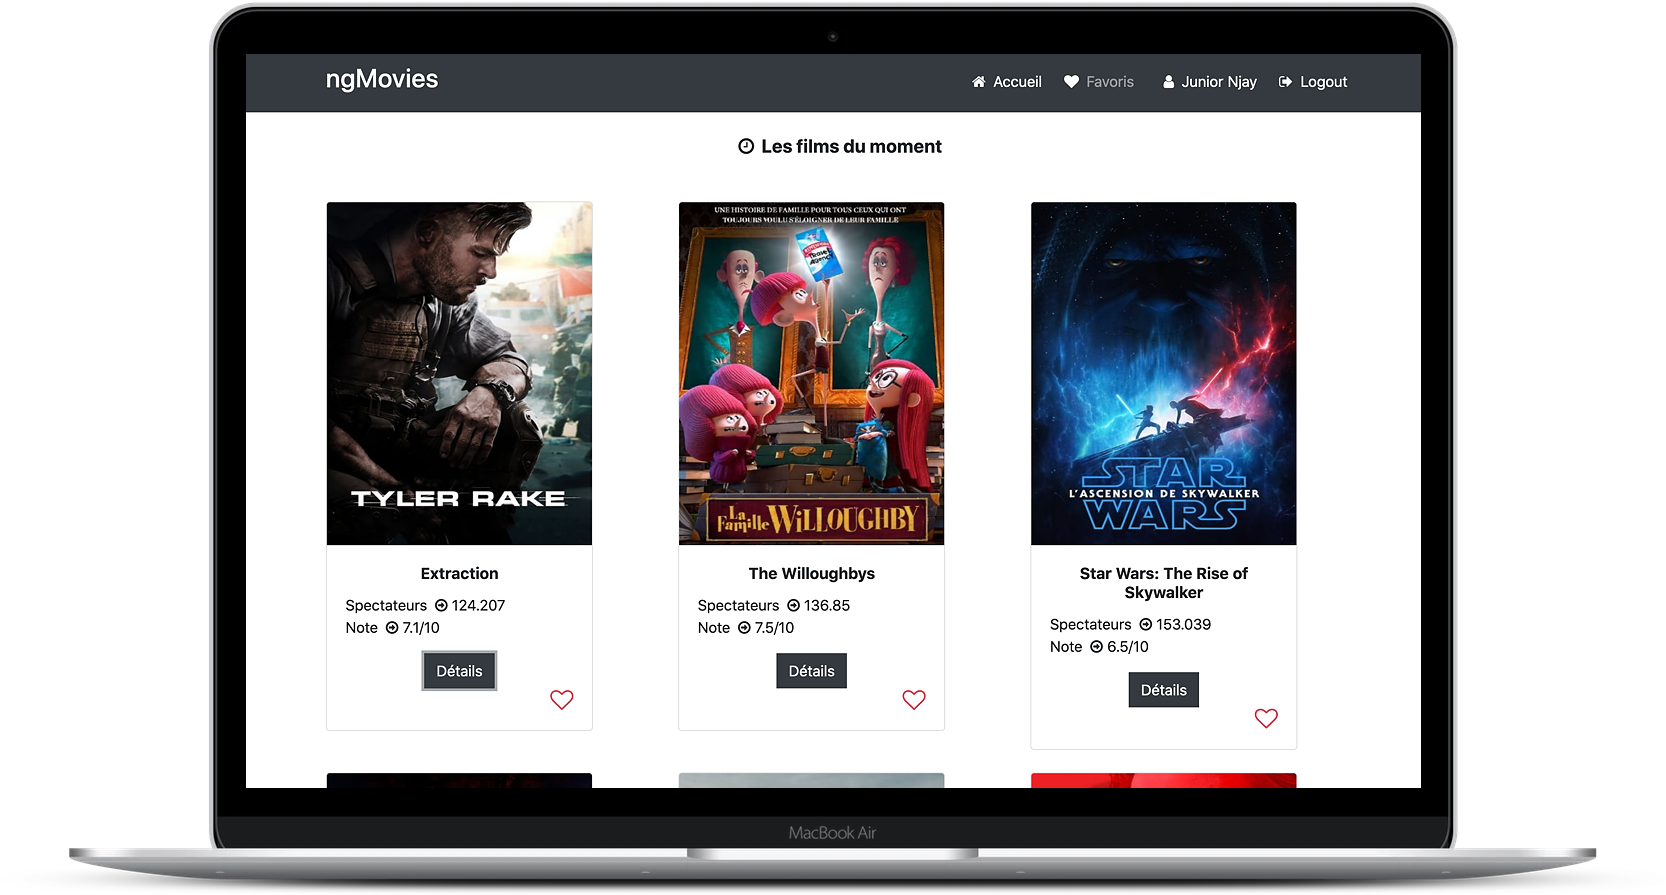 ngMovies
Accueil
Favoris
Junior Njay
Logout
Les films du moment
UNE HISTOIRE DE FAMILLE POUR TOUS CEUX QUI ONT
TOUJOURS VOULU S'ÉLOIGNER DE LEUR FAMILLE
TRAVEL
AGENCY
TYLER RAKE
La
Famille WILLOUGHBY
STAR
L'ASCENSION DE SKYWALKER
WARS
Extraction
Spectateurs 124.207
Note 7.1/10
Détails
The Willoughbys
Spectateurs 136.85
Note 7.5/10
Détails
Star Wars: The Rise of
Skywalker
Spectateurs 153.039
Note 6.5/10
Détails
MacBook Air